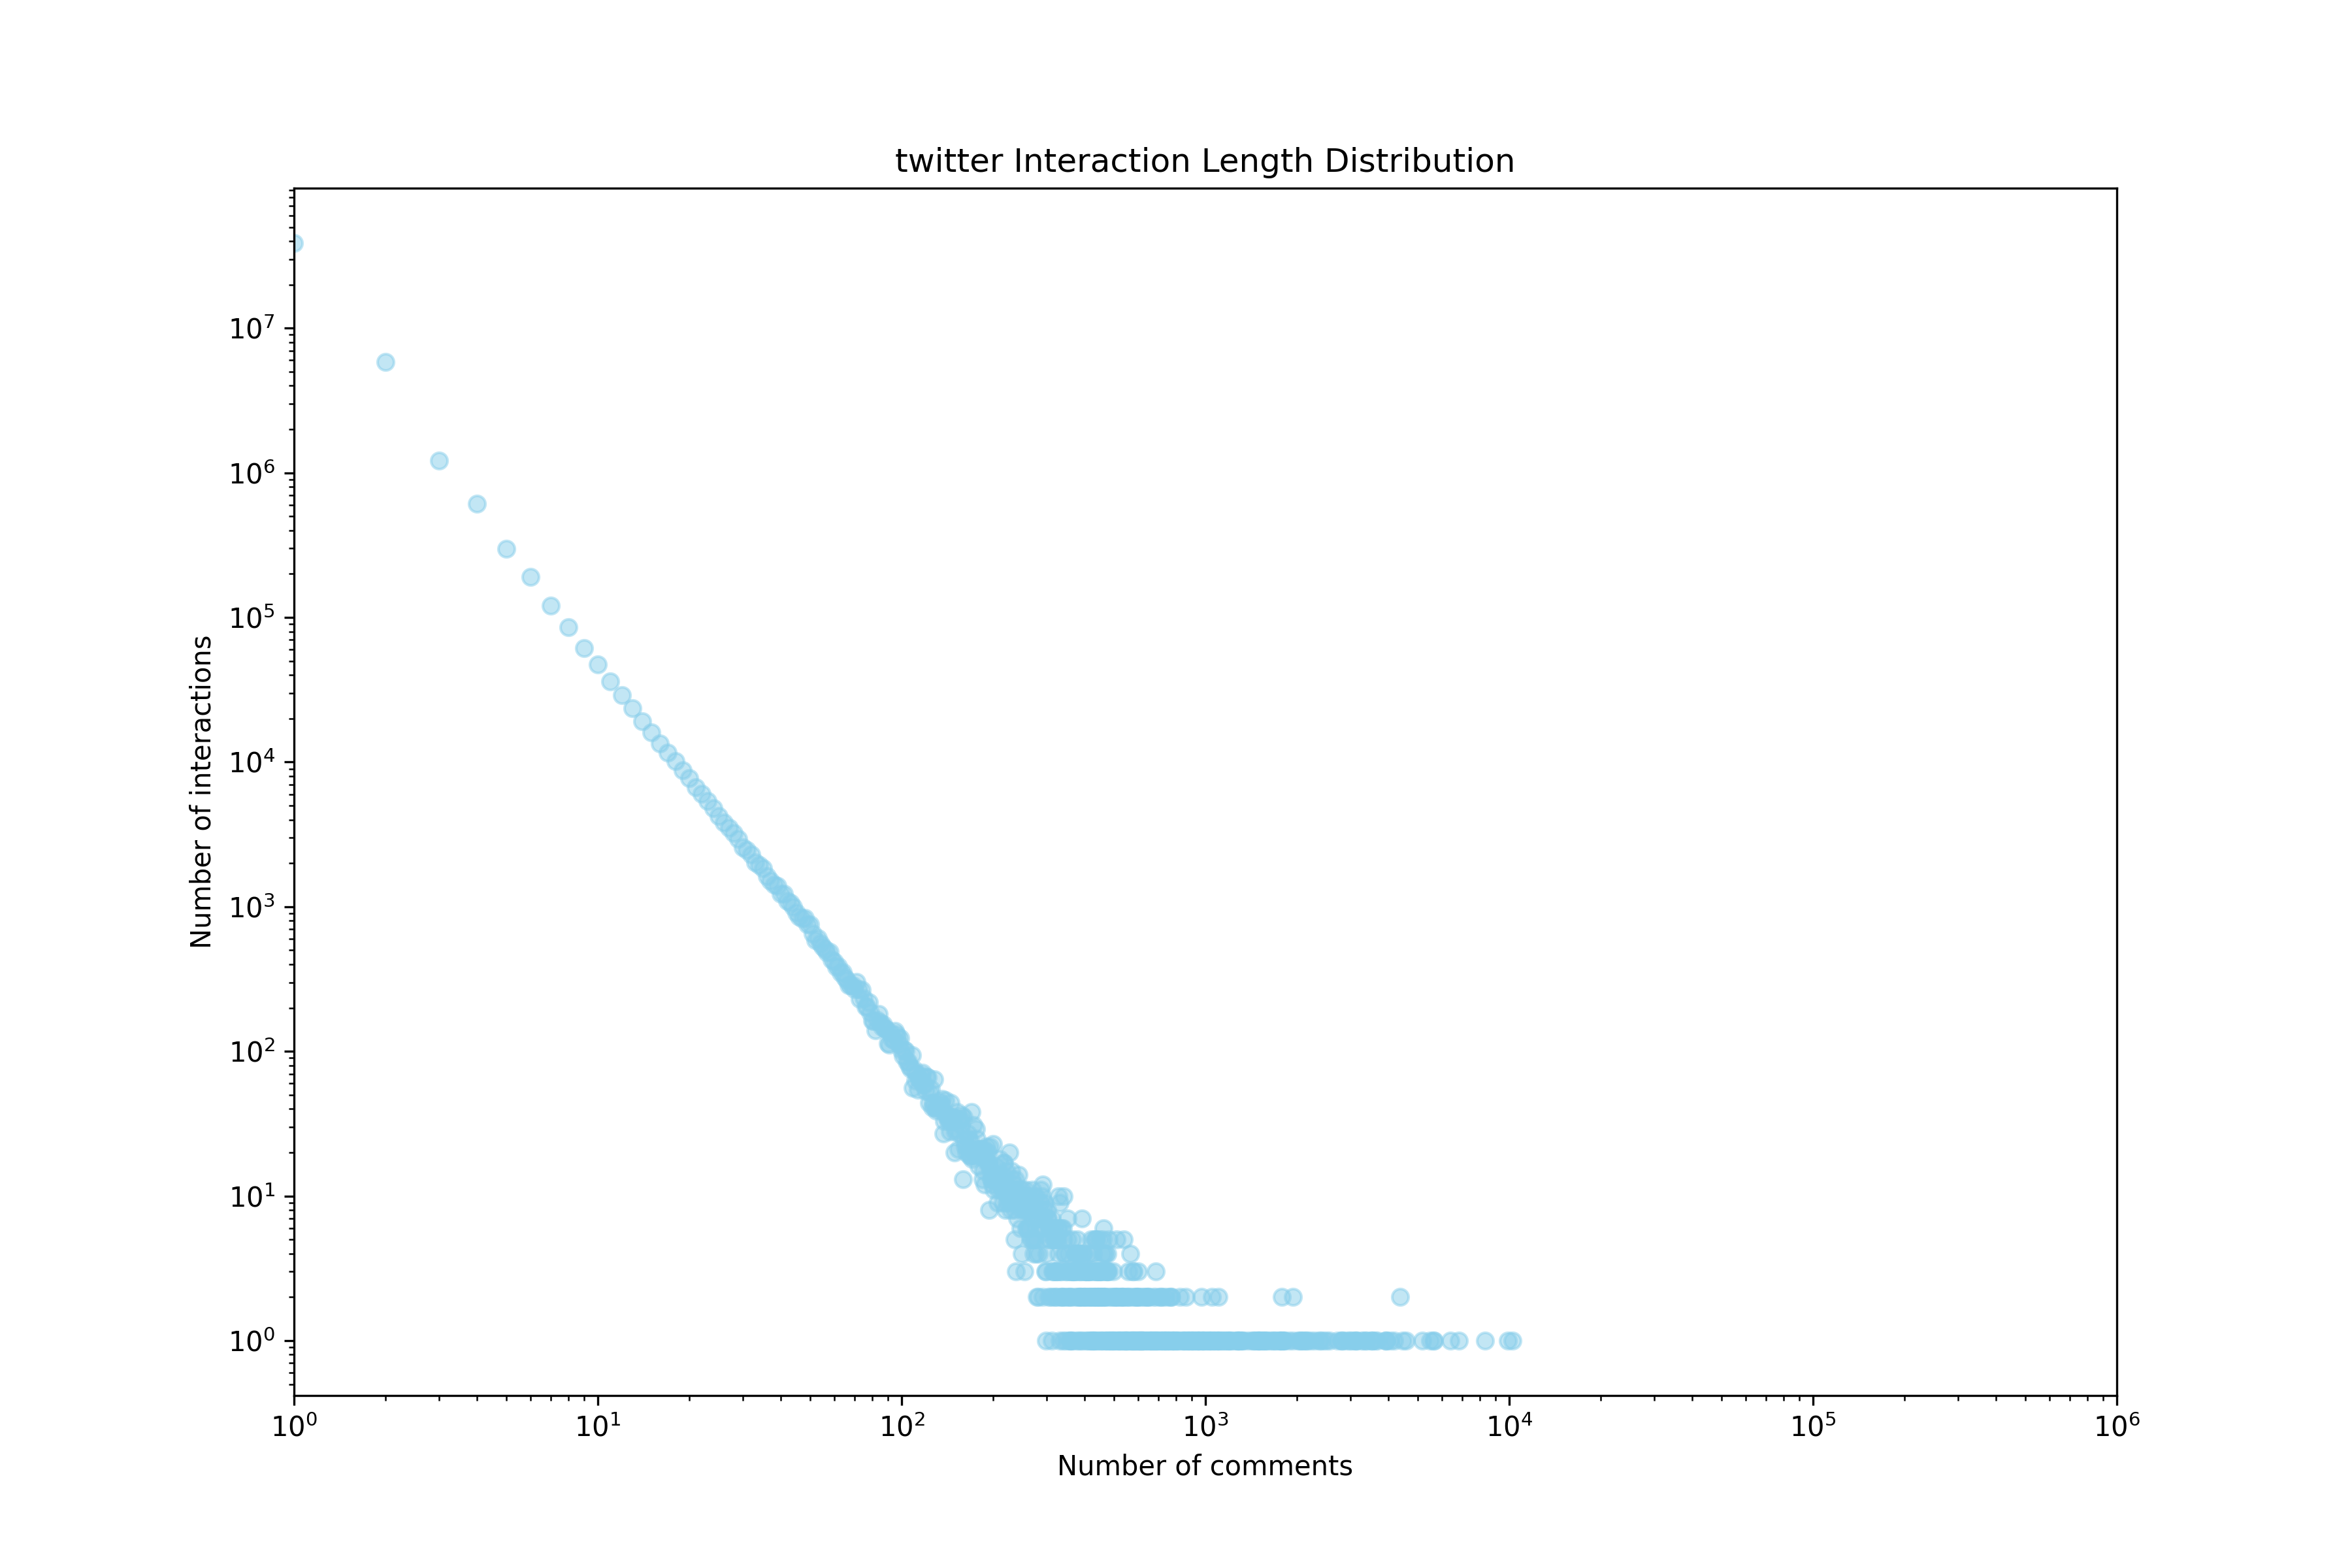 twitter Interaction Length Distribution
Number of interactions
10⁷
10⁶
10⁵
10⁴
10³
10²
10¹
10⁰
10⁰ 10¹ 10² 10³ 10⁴ 10⁵ 10⁶
Number of comments